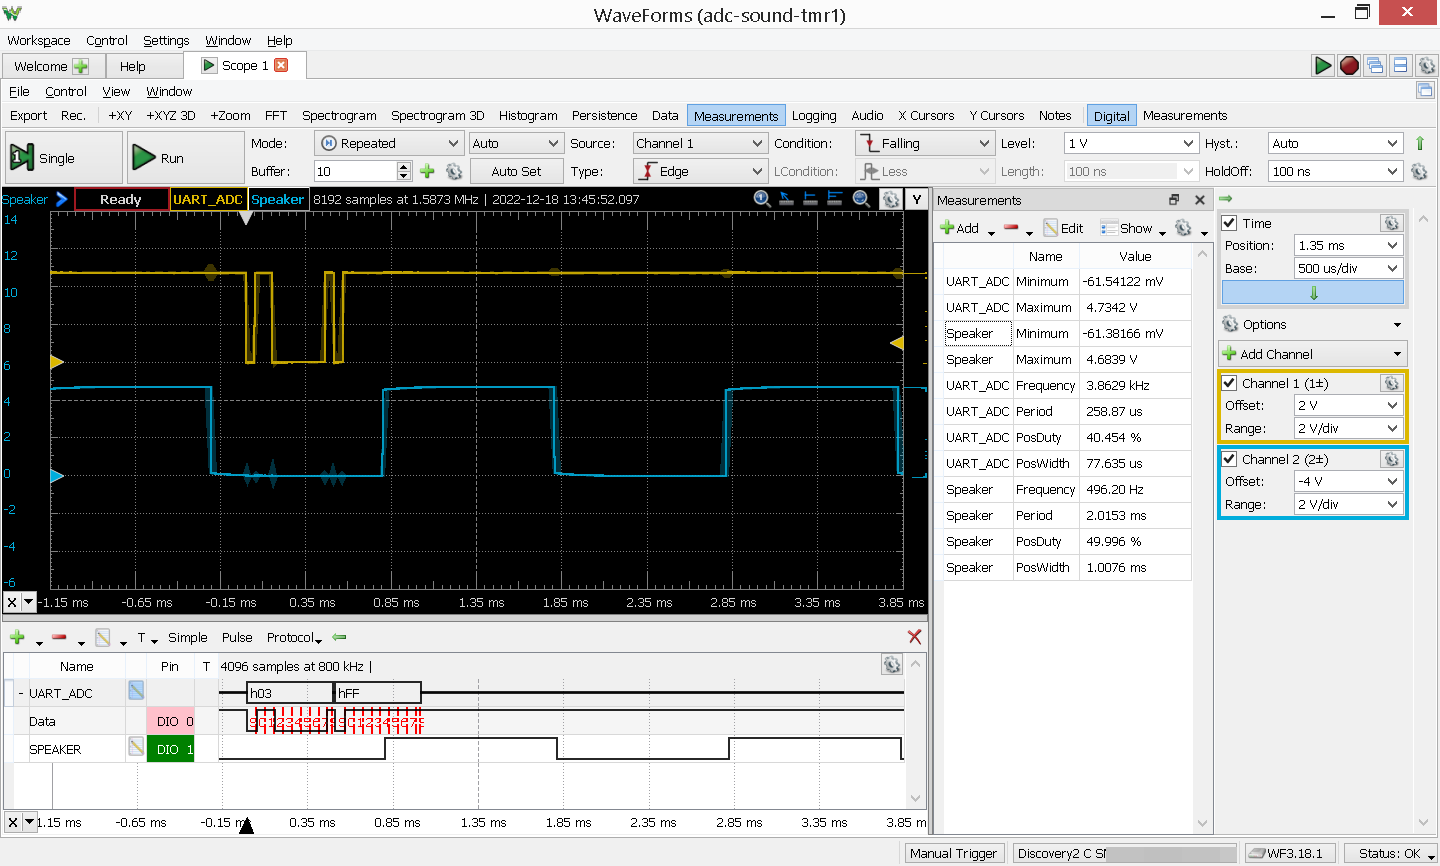 WaveForms (adc-sound-tmr1)
Workspace Control Settings Window Help
Welcome Help Scope 1
File Control View Window
Export Rec. +XY +XYZ 3D +Zoom FFT Spectrogram Spectrogram 3D Histogram Persistence Data Measurements Logging Audio X Cursors Y Cursors Notes Digital Measurements
Single Run Mode: Repeated Auto Source: Channel 1 Condition: Falling Level: 1 V Hyst.: Auto
Buffer: 10 Auto Set Type: Edge LCondition: Less Length: 100 ns HoldOff: 100 ns
Speaker Ready UART_ADC Speaker 8192 samples at 1.5873 MHz | 2022-12-18 13:45:52.097 Y
14
12
10
8
6
4
2
0
-2
-4
-6
X -1.15 ms -0.65 ms -0.15 ms 0.35 ms 0.85 ms 1.35 ms 1.85 ms 2.35 ms 2.85 ms 3.35 ms 3.85 ms
Measurements
Add Edit Show
Name Value
UART_ADC Minimum -61.54122 mV
UART_ADC Maximum 4.7342 V
Speaker Minimum -61.38166 mV
Speaker Maximum 4.6839 V
UART_ADC Frequency 3.8629 kHz
UART_ADC Period 258.87 us
UART_ADC PosDuty 40.454 %
UART_ADC PosWidth 77.635 us
Speaker Frequency 496.20 Hz
Speaker Period 2.0153 ms
Speaker PosDuty 49.996 %
Speaker PosWidth 1.0076 ms
Time
Position: 1.35 ms
Base: 500 us/div
Options
Add Channel
Channel 1 (1±)
Offset: 2 V
Range: 2 V/div
Channel 2 (2±)
Offset: -4 V
Range: 2 V/div
T Simple Pulse Protocol
Name Pin T 4096 samples at 800 kHz |
- UART_ADC h03 hFF
Data DIO 0
SPEAKER DIO 1
X 1.15 ms -0.65 ms -0.15 m 0.35 ms 0.85 ms 1.35 ms 1.85 ms 2.35 ms 2.85 ms 3.35 ms 3.85 m
Manual Trigger Discovery2 C WF3.18.1 Status: OK